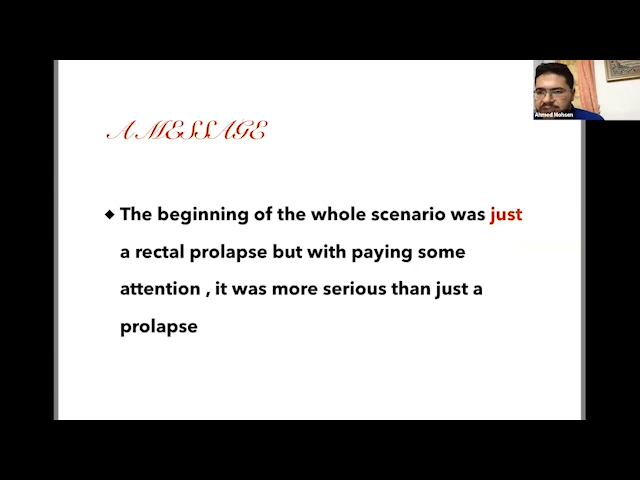 Ahmed Mohsen
A MESSAGE
◆ The beginning of the whole scenario was just
a rectal prolapse but with paying some
attention , it was more serious than just a
prolapse